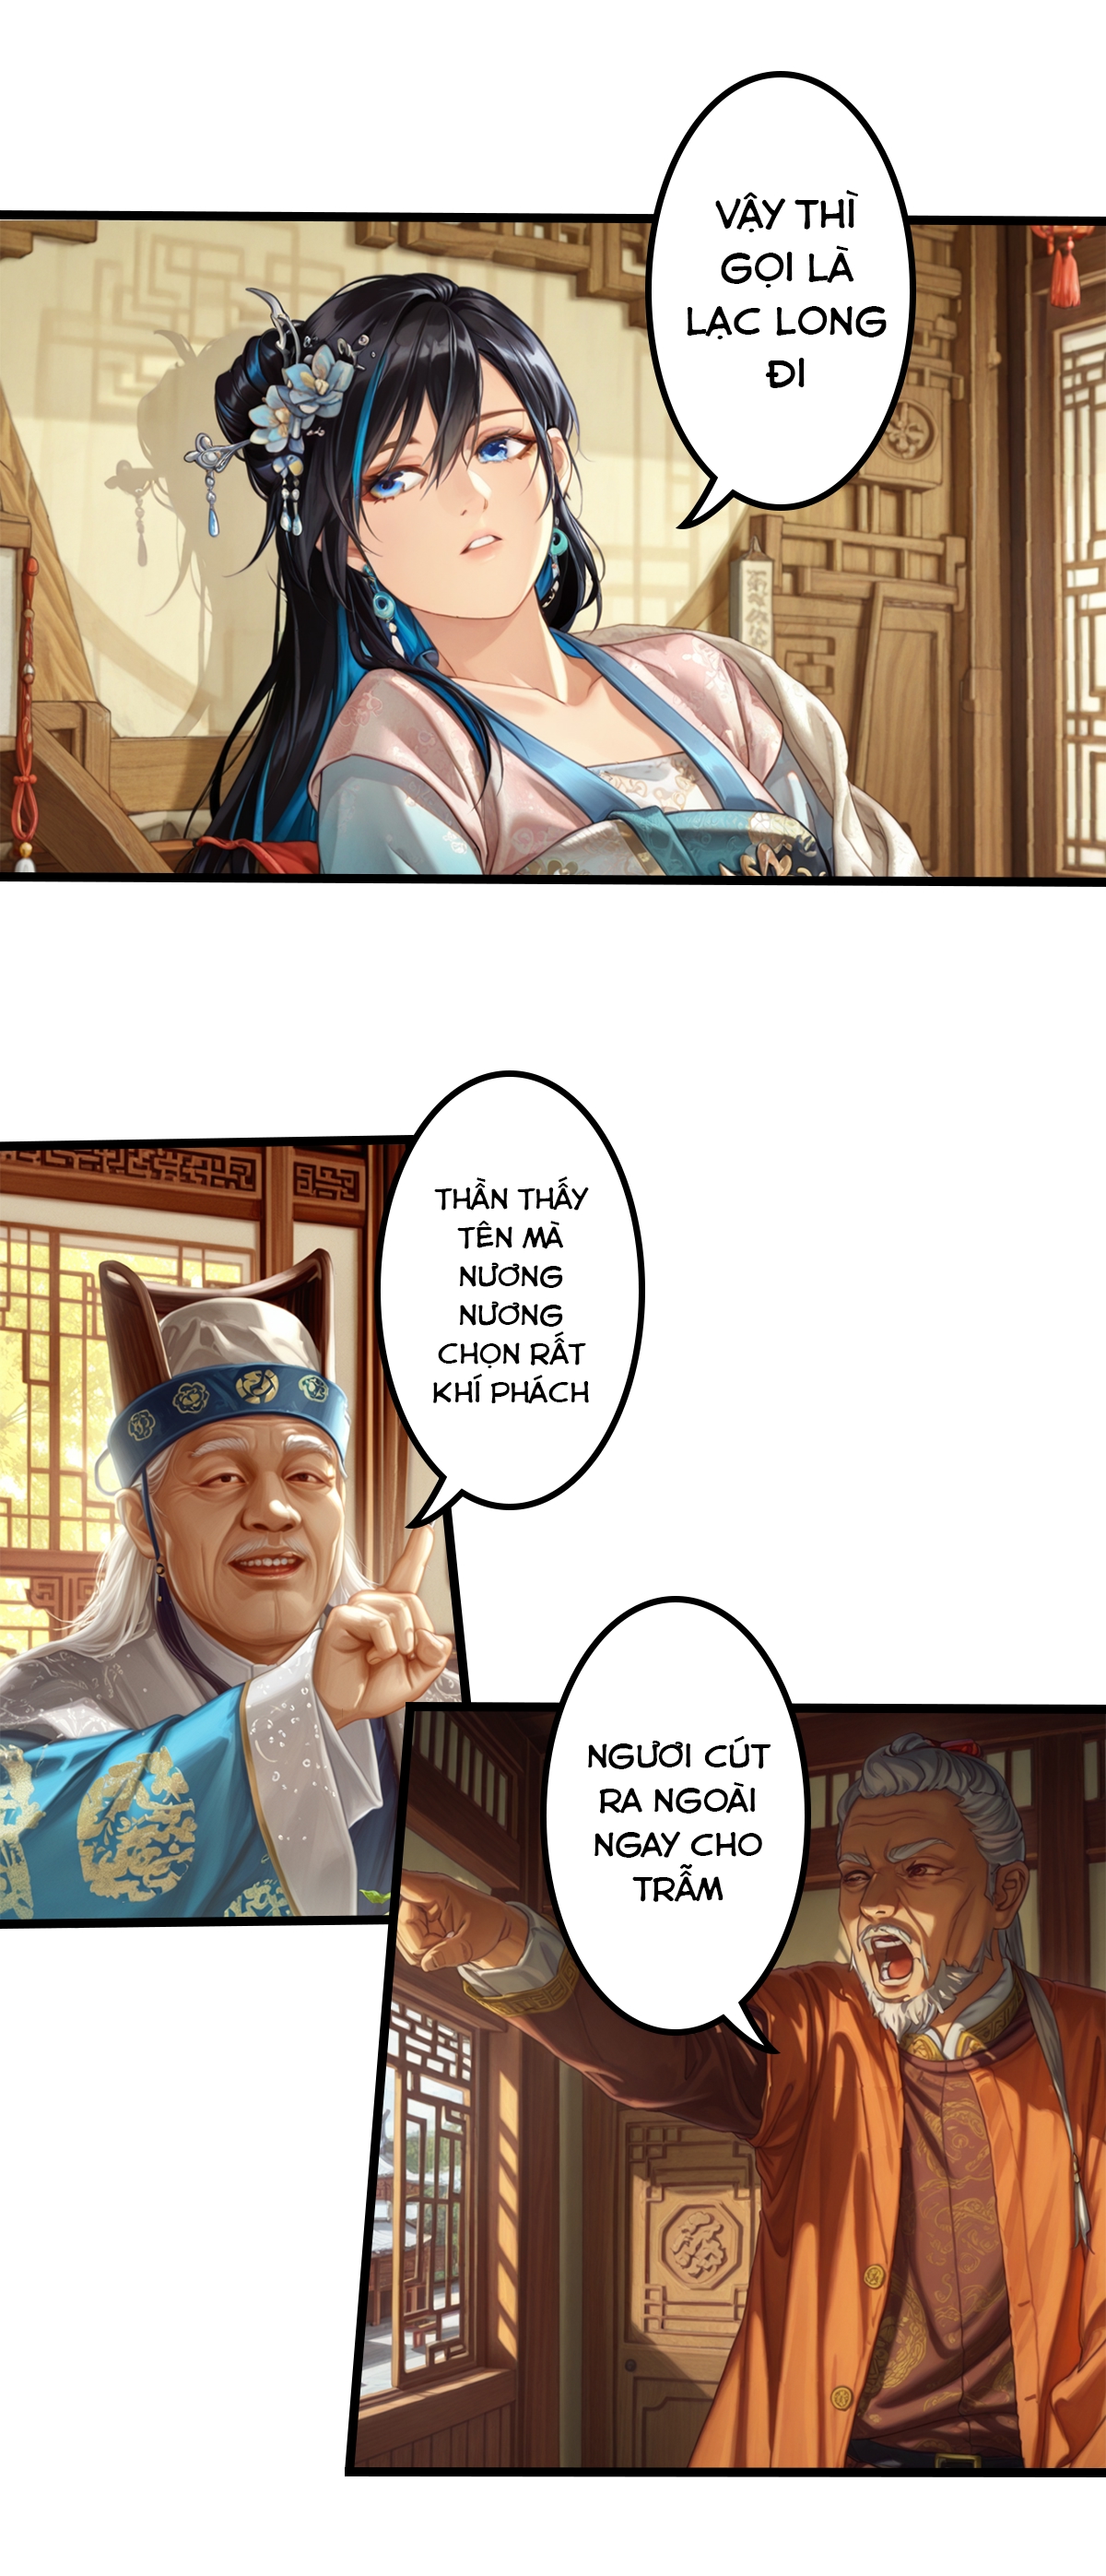 VẬY THÌ
GỌI LÀ
LẠC LONG
ĐI
THẦN THẤY
TÊN MÀ
NƯƠNG
NƯƠNG
CHỌN RẤT
KHÍ PHÁCH
NGƯƠI CÚT
RA NGOÀI
NGAY CHO
TRẪM